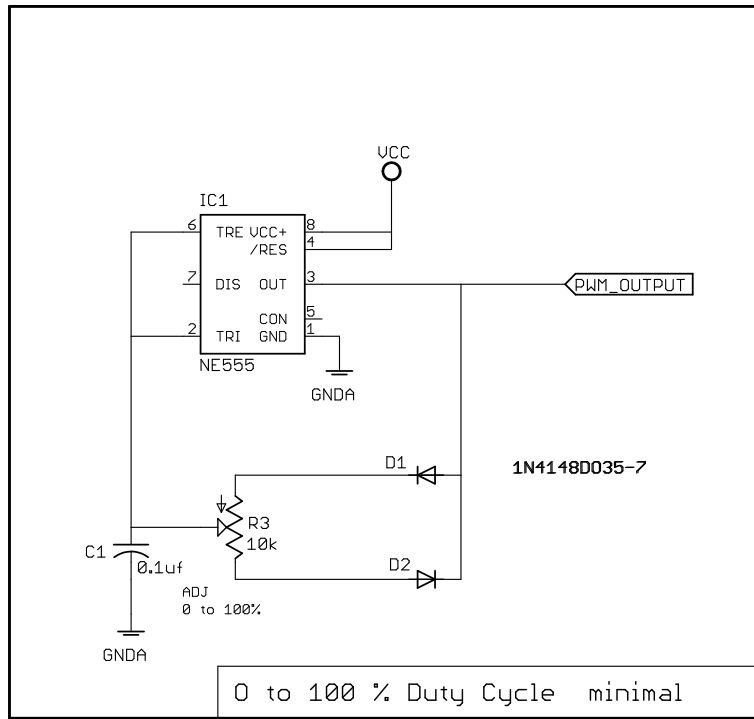 VCC
IC1
6 TRE VCC+ 8
/RES 4
7 DIS OUT 3
PWM_OUTPUT
CON 5
2 TRI GND 1
NE555
GNDA
D1
1N4148DO35-7
R3
10k
C1
0.1uf
D2
ADJ
0 to 100%
GNDA
0 to 100 % Duty Cycle minimal